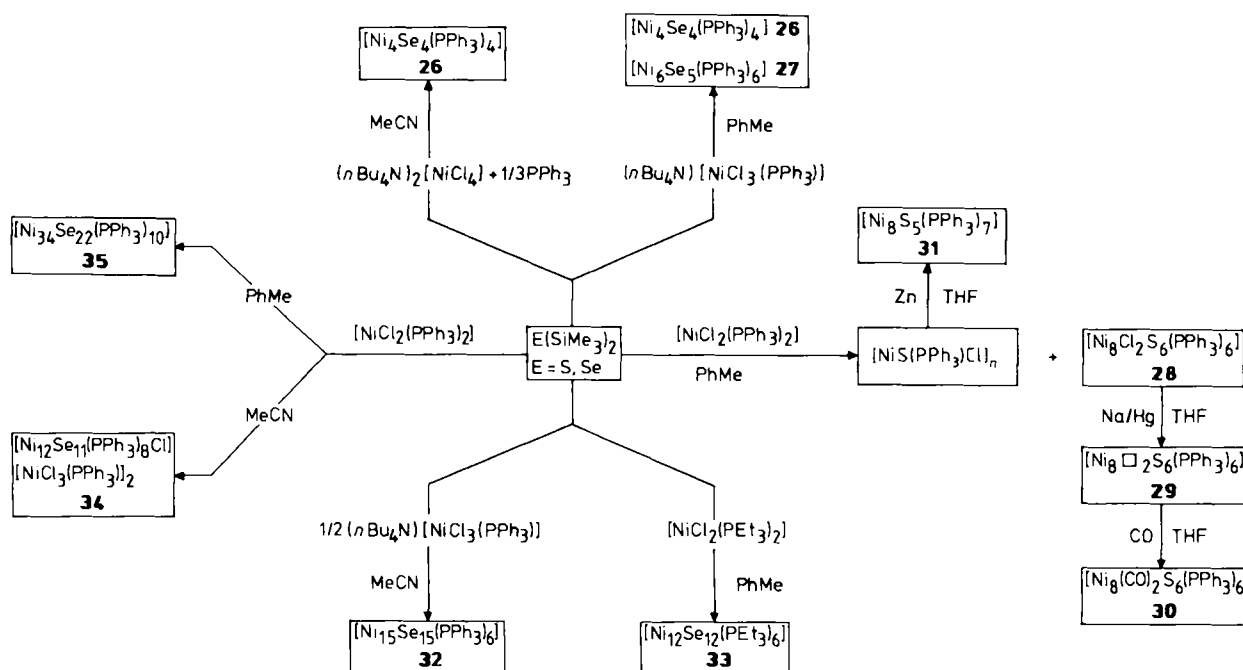 [Ni4Se4(PPh3)4]
26
[Ni4Se4(PPh3)4] 26
[Ni6Se5(PPh3)6] 27
MeCN
PhMe
(nBu4N)2[NiCl4] + 1/3PPh3
(nBu4N)[NiCl3(PPh3)]
[Ni34Se22(PPh3)10]
35
[Ni8S5(PPh3)7]
31
PhMe
Zn THF
[NiCl2(PPh3)2]
E(SiMe3)2
E = S, Se
[NiCl2(PPh3)2]
PhMe
[NiS(PPh3)Cl]n
+
[Ni8Cl2S6(PPh3)6]
28
MeCN
Na/Hg THF
[Ni12Se11(PPh3)8Cl]
[NiCl3(PPh3)]2
34
[Ni8□2S6(PPh3)6]
29
1/2(nBu4N)[NiCl3(PPh3)]
[NiCl2(PEt3)2]
CO THF
MeCN
PhMe
[Ni8(CO)2S6(PPh3)6
30
[Ni15Se15(PPh3)6]
32
[Ni12Se12(PEt3)6]
33